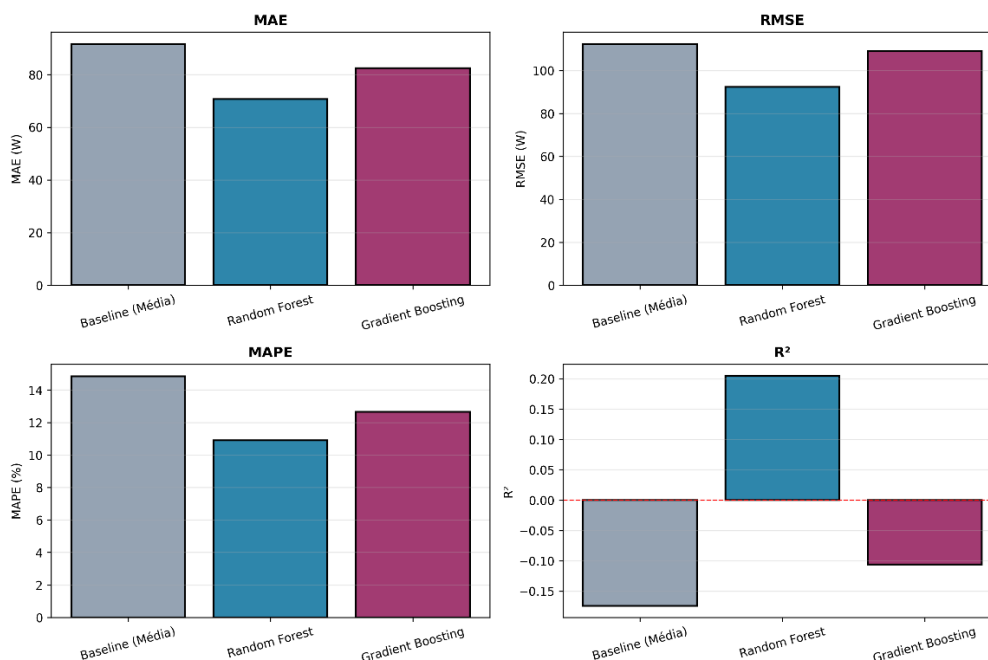 MAE
MAE (W)
80
60
40
20
0
Baseline (Média)
Random Forest
Gradient Boosting
RMSE
RMSE (W)
100
80
60
40
20
0
Baseline (Média)
Random Forest
Gradient Boosting
MAPE
MAPE (%)
14
12
10
8
6
4
2
0
Baseline (Média)
Random Forest
Gradient Boosting
R²
R²
0.20
0.15
0.10
0.05
0.00
−0.05
−0.10
−0.15
Baseline (Média)
Random Forest
Gradient Boosting